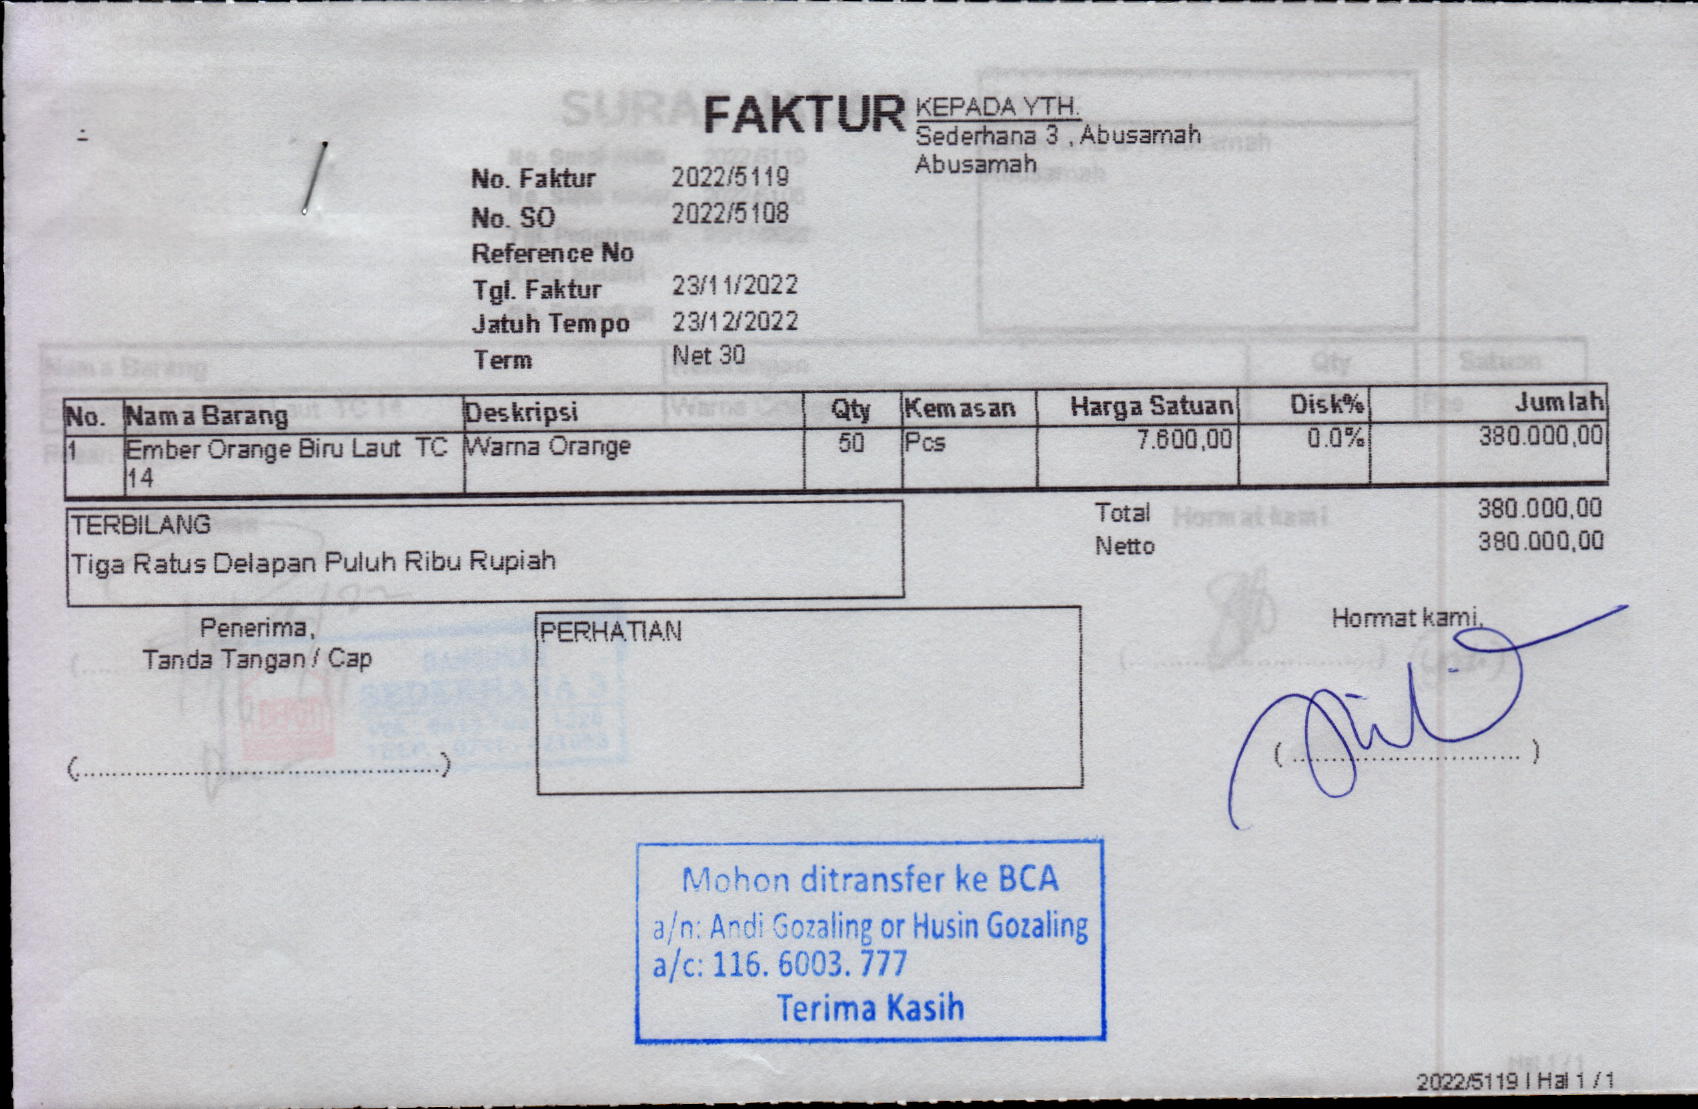 FAKTUR
KEPADA YTH.
Sederhana 3 , Abusamah
Abusamah
No. Faktur 2022/5119
No. SO 2022/5108
Reference No
Tgl. Faktur 23/11/2022
Jatuh Tempo 23/12/2022
Term Net 30
No. Nama Barang Deskripsi Qty Kemasan Harga Satuan Disk% Jumlah
1 Ember Orange Biru Laut TC Warna Orange 50 Pcs 7.600,00 0.0% 380.000,00
14
Total 380.000,00
Netto 380.000,00
TERBILANG
Tiga Ratus Delapan Puluh Ribu Rupiah
Penerima,
Tanda Tangan / Cap
(................................................)
PERHATIAN
Hormat kami,
( ................................ )
Mohon ditransfer ke BCA
a/n: Andi Gozaling or Husin Gozaling
a/c: 116. 6003. 777
Terima Kasih
2022/5119 | Hal 1 / 1